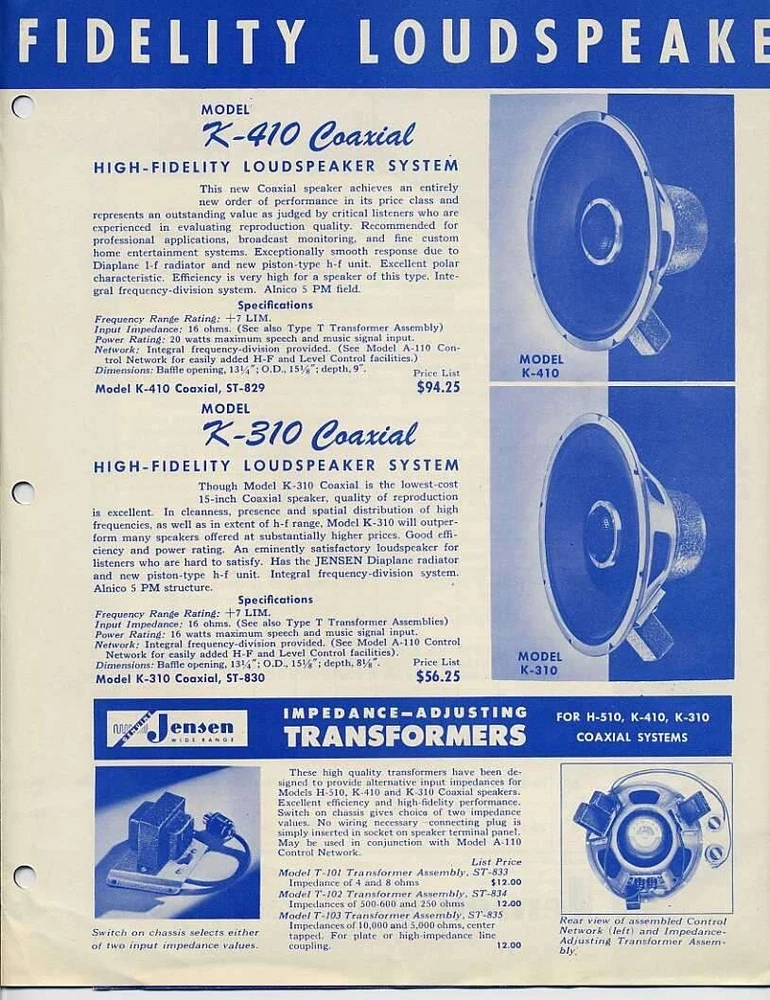 FIDELITY LOUDSPEAKE
MODEL
K-410 Coaxial
HIGH-FIDELITY LOUDSPEAKER SYSTEM
This new Coaxial speaker achieves an entirely
new order of performance in its price class and
represents an outstanding value as judged by critical listeners who are
experienced in evaluating reproduction quality. Recommended for
professional applications, broadcast monitoring, and fine custom
home entertainment systems. Exceptionally smooth response due to
Diaplane l-f radiator and new piston-type h-f unit. Excellent polar
characteristic. Efficiency is very high for a speaker of this type. Inte-
gral frequency-division system. Alnico 5 PM field.
Specifications
Frequency Range Rating: +7 LIM.
Input Impedance: 16 ohms. (See also Type T Transformer Assembly)
Power Rating: 20 watts maximum speech and music signal input.
Network: Integral frequency-division provided. (See Model A-110 Con-
trol Network for easily added H-F and Level Control facilities.)
Dimensions: Baffle opening, 13¼"; O.D., 15⅛"; depth, 9".
Price List
Model K-410 Coaxial, ST-829 $94.25
MODEL
K-410
MODEL
K-310 Coaxial
HIGH-FIDELITY LOUDSPEAKER SYSTEM
Though Model K-310 Coaxial is the lowest-cost
15-inch Coaxial speaker, quality of reproduction
is excellent. In cleanness, presence and spatial distribution of high
frequencies, as well as in extent of h-f range, Model K-310 will outper-
form many speakers offered at substantially higher prices. Good effi-
ciency and power rating. An eminently satisfactory loudspeaker for
listeners who are hard to satisfy. Has the JENSEN Diaplane radiator
and new piston-type h-f unit. Integral frequency-division system.
Alnico 5 PM structure.
Specifications
Frequency Range Rating: +7 LIM.
Input Impedance: 16 ohms. (See also Type T Transformer Assemblies)
Power Rating: 16 watts maximum speech and music signal input.
Network: Integral frequency-division provided. (See Model A-110 Control
Network for easily added H-F and Level Control facilities).
Dimensions: Baffle opening, 13¼"; O.D., 15⅛"; depth, 8⅛".
Price List
Model K-310 Coaxial, ST-830 $56.25
MODEL
K-310
GENUINE
Jensen
WIDE RANGE
IMPEDANCE-ADJUSTING
TRANSFORMERS
FOR H-510, K-410, K-310
COAXIAL SYSTEMS
These high quality transformers have been de-
signed to provide alternative input impedances for
Models H-510, K-410 and K-310 Coaxial speakers.
Excellent efficiency and high-fidelity performance.
Switch on chassis gives choice of two impedance
values. No wiring necessary connecting plug is
simply inserted in socket on speaker terminal panel.
May be used in conjunction with Model A-110
Control Network.
List Price
Model T-101 Transformer Assembly, ST-833
Impedance of 4 and 8 ohms $12.00
Model T-102 Transformer Assembly, ST-834
Impedances of 500-600 and 250 ohms 12.00
Model T-103 Transformer Assembly, ST-835
Impedances of 10,000 and 5,000 ohms, center
tapped. For plate or high-impedance line
coupling. 12.00
Switch on chassis selects either
of two input impedance values.
Rear view of assembled Control
Network (left) and Impedance-
Adjusting Transformer Assem-
bly.